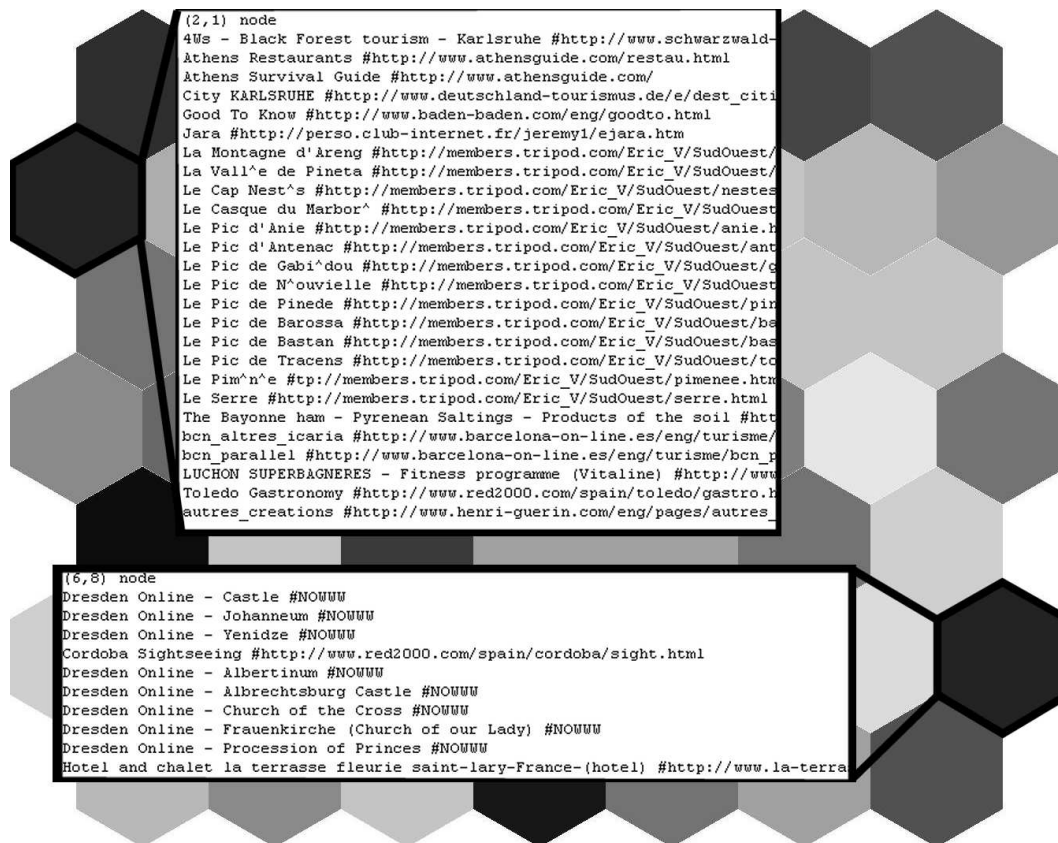 (2,1) node
4Ws - Black Forest tourism - Karlsruhe #http://www.schwarzwald-
Athens Restaurants #http://www.athensguide.com/restau.html
Athens Survival Guide #http://www.athensguide.com/
City KARLSRUHE #http://www.deutschland-tourismus.de/e/dest_citi
Good To Know #http://www.baden-baden.com/eng/goodto.html
Jara #http://perso.club-internet.fr/jeremy1/ejara.htm
La Montagne d'Areng #http://members.tripod.com/Eric_V/SudOuest/
La Vall^e de Pineta #http://members.tripod.com/Eric_V/SudOuest/
Le Cap Nest^s #http://members.tripod.com/Eric_V/SudOuest/nestes
Le Casque du Marbor^ #http://members.tripod.com/Eric_V/SudOuest
Le Pic d'Anie #http://members.tripod.com/Eric_V/SudOuest/anie.h
Le Pic d'Antenac #http://members.tripod.com/Eric_V/SudOuest/ant
Le Pic de Gabi^dou #http://members.tripod.com/Eric_V/SudOuest/g
Le Pic de N^ouvielle #http://members.tripod.com/Eric_V/SudOuest
Le Pic de Pinede #http://members.tripod.com/Eric_V/SudOuest/pin
Le Pic de Barossa #http://members.tripod.com/Eric_V/SudOuest/ba
Le Pic de Bastan #http://members.tripod.com/Eric_V/SudOuest/bas
Le Pic de Tracens #http://members.tripod.com/Eric_V/SudOuest/to
Le Pim^n^e #tp://members.tripod.com/Eric_V/SudOuest/pimenee.htm
Le Serre #http://members.tripod.com/Eric_V/SudOuest/serre.html
The Bayonne ham - Pyrenean Saltings - Products of the soil #htt
bcn_altres_icaria #http://www.barcelona-on-line.es/eng/turisme/
bcn_parallel #http://www.barcelona-on-line.es/eng/turisme/bcn_p
LUCHON SUPERBAGNERES - Fitness programme (Vitaline) #http://www
Toledo Gastronomy #http://www.red2000.com/spain/toledo/gastro.h
autres_creations #http://www.henri-guerin.com/eng/pages/autres_
(6,8) node
Dresden Online - Castle #NOWWW
Dresden Online - Johanneum #NOWWW
Dresden Online - Yenidze #NOWWW
Cordoba Sightseeing #http://www.red2000.com/spain/cordoba/sight.html
Dresden Online - Albertinum #NOWWW
Dresden Online - Albrechtsburg Castle #NOWWW
Dresden Online - Church of the Cross #NOWWW
Dresden Online - Frauenkirche (Church of our Lady) #NOWWW
Dresden Online - Procession of Princes #NOWWW
Hotel and chalet la terrasse fleurie saint-lary-France-(hotel) #http://www.la-terras